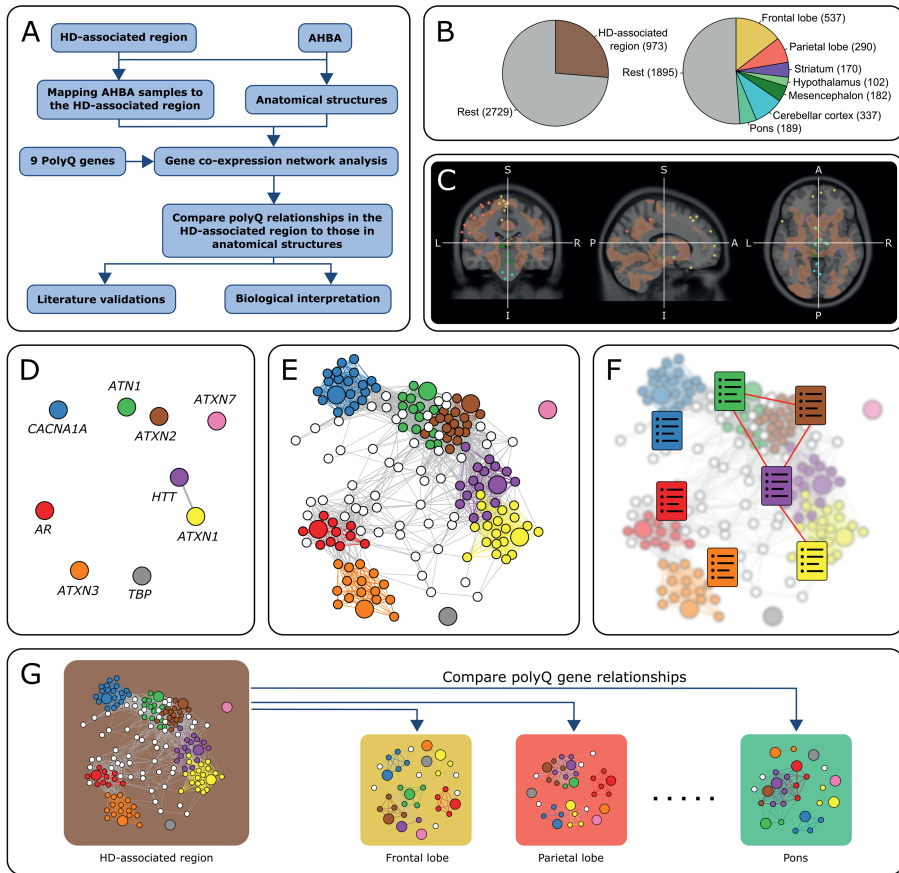 A
HD-associated region
AHBA
Mapping AHBA samples to
the HD-associated region
Anatomical structures
9 PolyQ genes
Gene co-expression network analysis
Compare polyQ relationships in the
HD-associated region to those in
anatomical structures
Literature validations
Biological interpretation
B
HD-associated
region (973)
Rest (2729)
Frontal lobe (537)
Parietal lobe (290)
Rest (1895)
Striatum (170)
Hypothalamus (102)
Mesencephalon (182)
Cerebellar cortex (337)
Pons (189)
C
S
L
R
I
S
P
A
I
A
L
R
P
D
CACNA1A
ATN1
ATXN2
ATXN7
HTT
ATXN1
AR
ATXN3
TBP
E
F
G
Compare polyQ gene relationships
HD-associated region
Frontal lobe
Parietal lobe
Pons